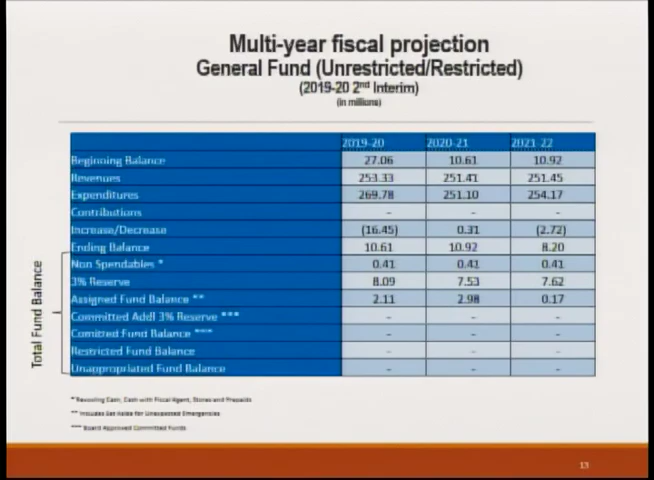 Multi-year fiscal projection
General Fund (Unrestricted/Restricted)
(2019-20 2nd Interim)
(in millions)
2019-20 2020-21 2021-22
Beginning Balance 27.06 10.61 10.92
Revenues 253.33 251.41 251.45
Expenditures 269.78 251.10 254.17
Contributions - - -
Increase/Decrease (16.45) 0.31 (2.72)
Ending Balance 10.61 10.92 8.20
Non Spendables * 0.41 0.41 0.41
3% Reserve 8.09 7.53 7.62
Assigned Fund Balance ** 2.11 2.98 0.17
Committed Addl 3% Reserve *** - - -
Comitted Fund Balance *** - - -
Restricted Fund Balance - - -
Unappropriated Fund Balance - - -
Total Fund Balance
* Revolving Cash, Cash with Fiscal Agent, Stores and Prepaids
** Includes Set Aside for Unexpected Emergencies
*** Board Approved Committed Funds
13